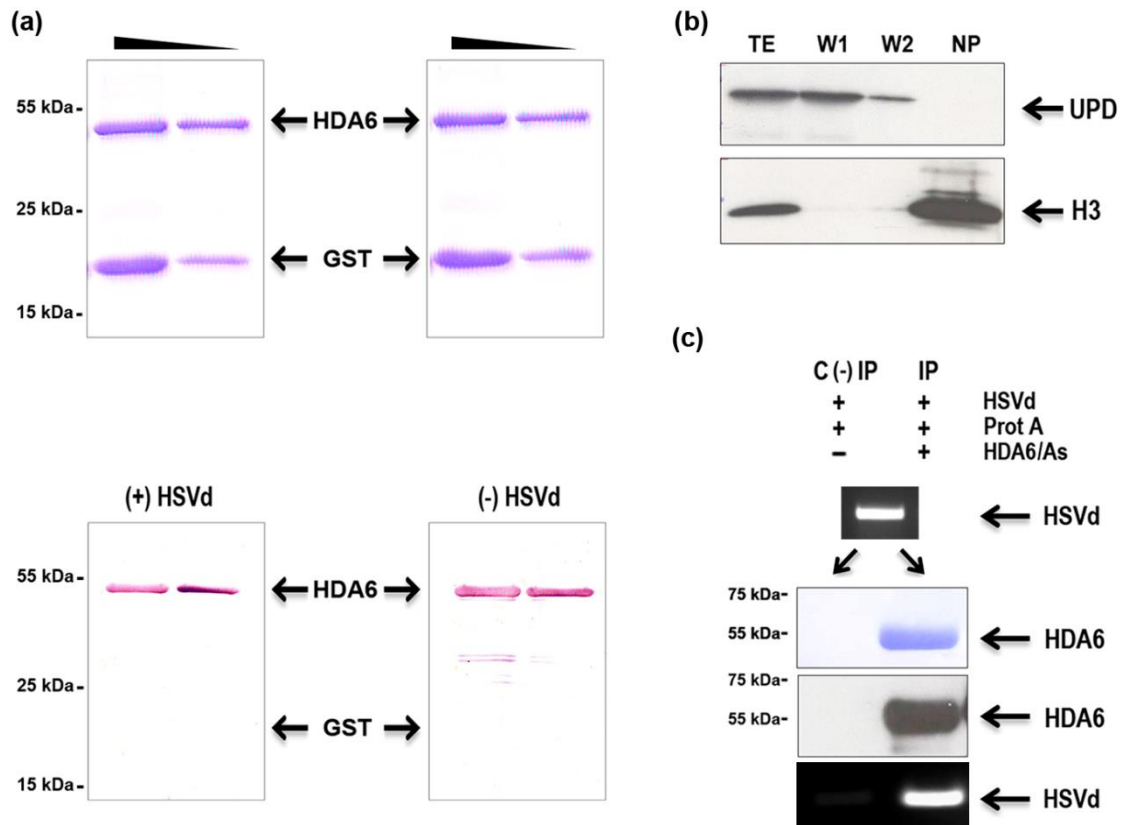 (a)
55 kDa-
HDA6
25 kDa-
GST
15 kDa-
(+) HSVd
(-) HSVd
55 kDa-
HDA6
25 kDa-
GST
15 kDa-
(b)
TE W1 W2 NP
UPD
H3
(c)
C (-) IP IP
+ + HSVd
+ + Prot A
– + HDA6/As
HSVd
75 kDa-
55 kDa-
HDA6
75 kDa-
55 kDa-
HDA6
HSVd